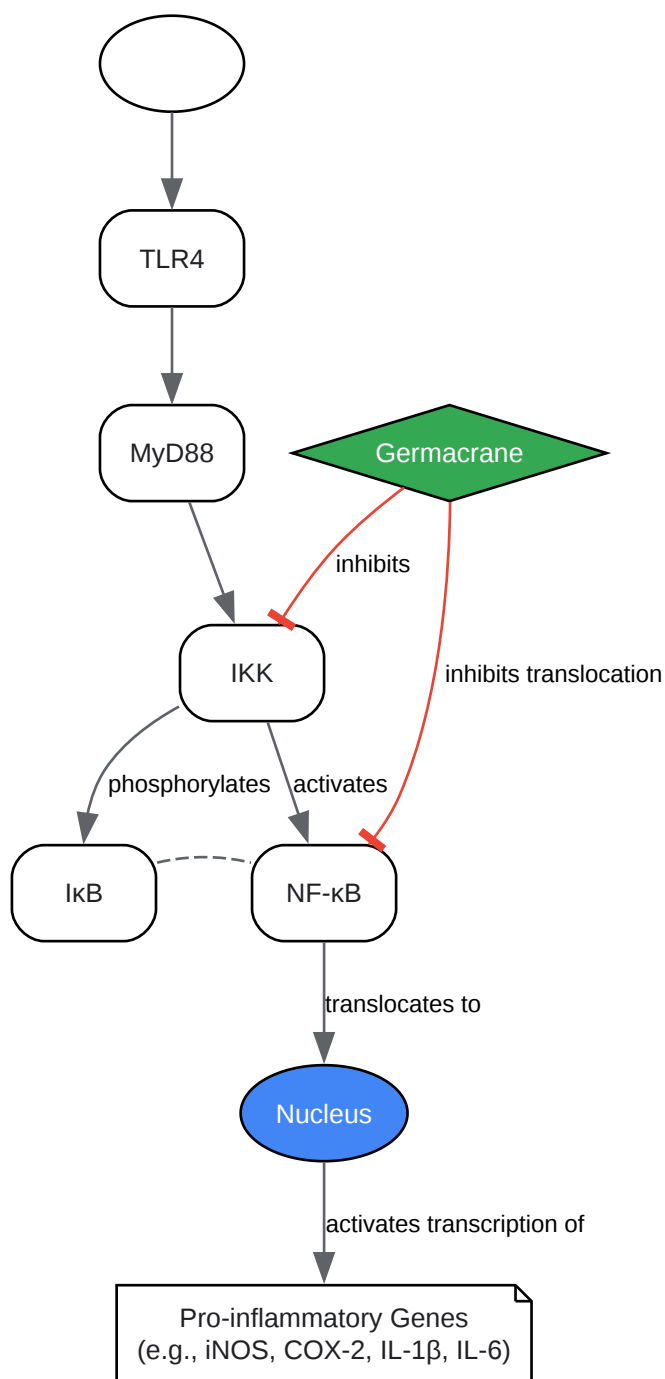 TLR4
MyD88
Germacrane
inhibits
IKK
inhibits translocation
phosphorylates
activates
IκB
NF-κB
translocates to
Nucleus
activates transcription of
Pro-inflammatory Genes
(e.g., iNOS, COX-2, IL-1β, IL-6)